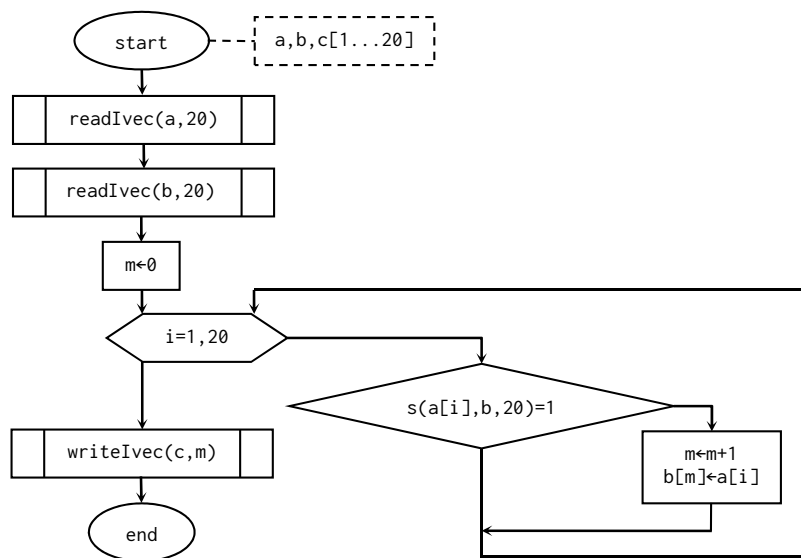 start
a,b,c[1...20]
readIvec(a,20)
readIvec(b,20)
m←0
i=1,20
s(a[i],b,20)=1
m←m+1
b[m]←a[i]
writeIvec(c,m)
end